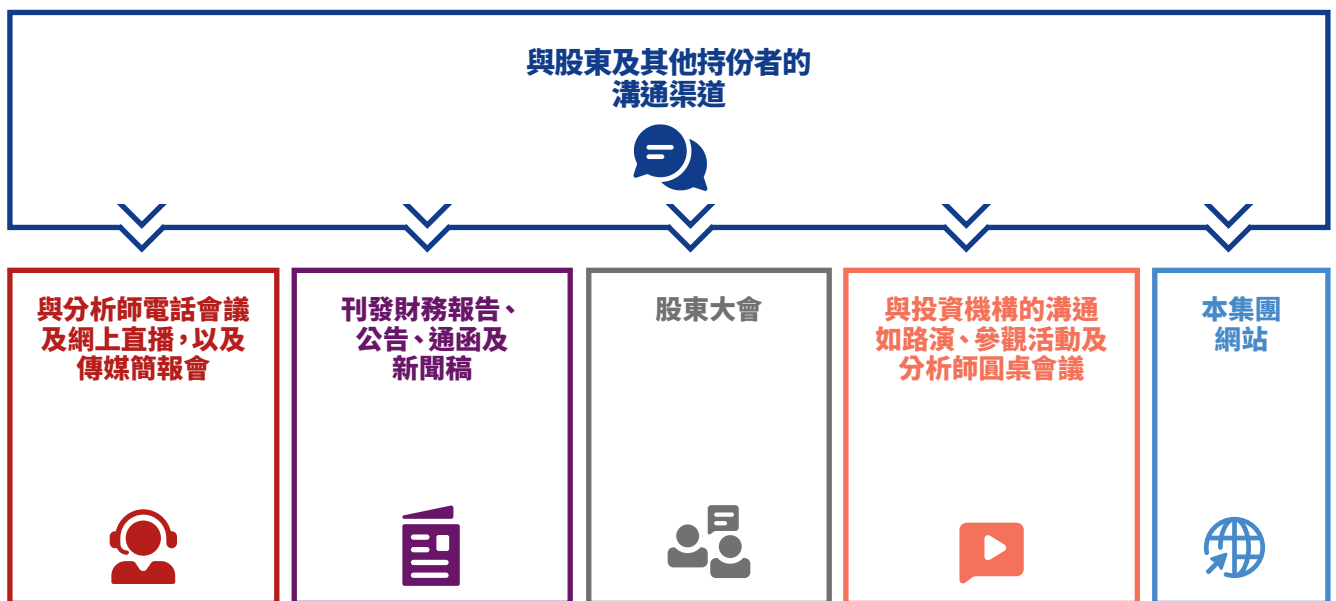 與股東及其他持份者的
溝通渠道
與分析師電話會議
及網上直播，以及
傳媒簡報會
刊發財務報告、
公告、通函及
新聞稿
股東大會
與投資機構的溝通
如路演、參觀活動及
分析師圓桌會議
本集團
網站